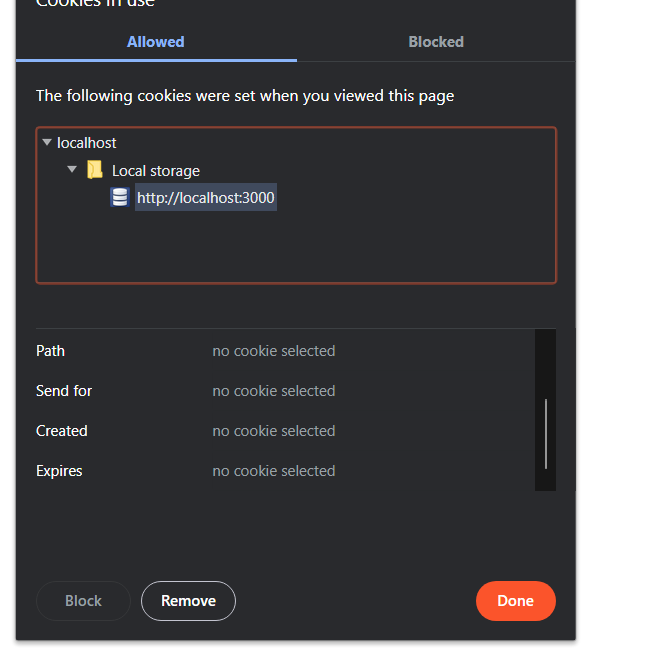 Cookies in use
Allowed Blocked
The following cookies were set when you viewed this page
localhost
Local storage
http://localhost:3000
Path no cookie selected
Send for no cookie selected
Created no cookie selected
Expires no cookie selected
Block Remove Done